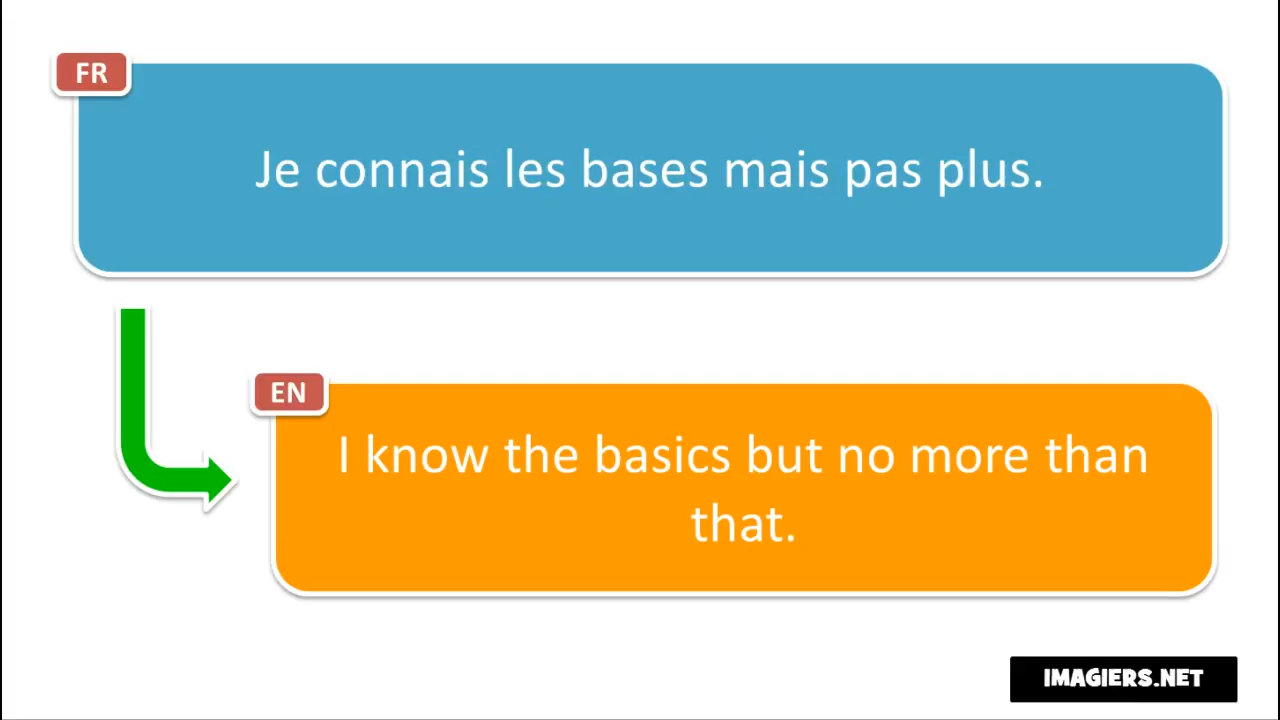 FR
Je connais les bases mais pas plus.
EN
I know the basics but no more than
that.
IMAGIERS.NET